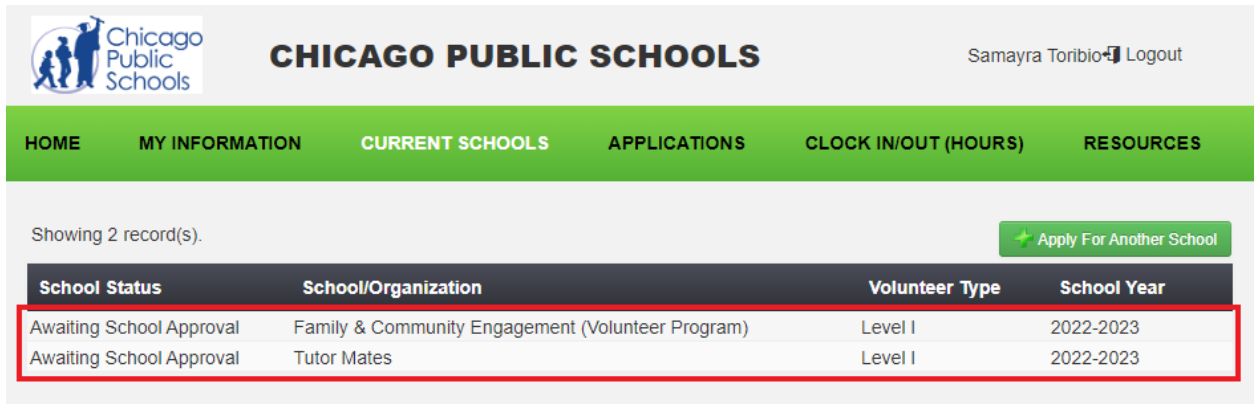 Chicago
Public
Schools
CHICAGO PUBLIC SCHOOLS
Samayra Toribio Logout
HOME MY INFORMATION CURRENT SCHOOLS APPLICATIONS CLOCK IN/OUT (HOURS) RESOURCES
Showing 2 record(s).
Apply For Another School
School Status School/Organization Volunteer Type School Year
Awaiting School Approval Family & Community Engagement (Volunteer Program) Level I 2022-2023
Awaiting School Approval Tutor Mates Level I 2022-2023